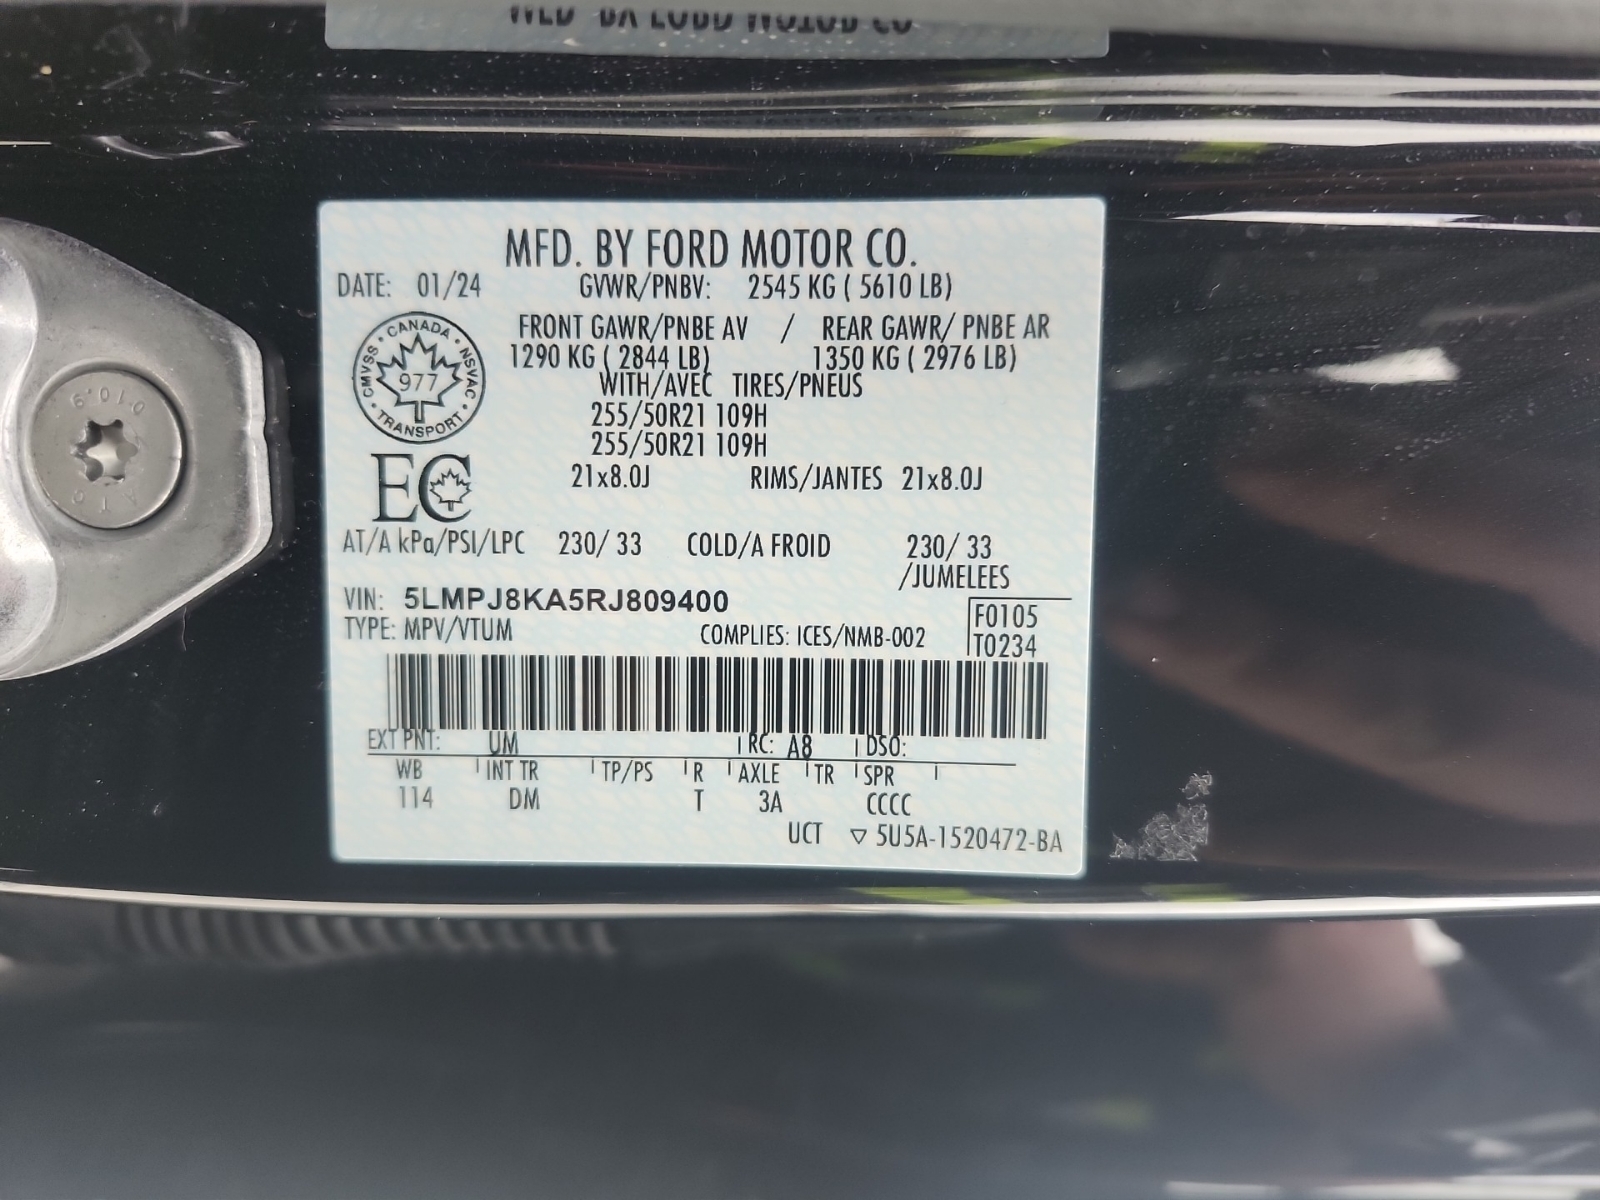 MFD. BY FORD MOTOR CO.
DATE: 01/24 GVWR/PNBV: 2545 KG ( 5610 LB)
FRONT GAWR/PNBE AV / REAR GAWR/ PNBE AR
1290 KG ( 2844 LB) 1350 KG ( 2976 LB)
WITH/AVEC TIRES/PNEUS
255/50R21 109H
255/50R21 109H
21x8.0J RIMS/JANTES 21x8.0J
CANADA
CMVSS 977 NSVAC
TRANSPORT
EC
AT/A kPa/PSI/LPC 230/ 33 COLD/A FROID 230/ 33
/JUMELEES
VIN: 5LMPJ8KA5RJ809400
F0105
TYPE: MPV/VTUM COMPLIES: ICES/NMB-002 T0234
EXT PNT: UM RC: A8 DSO:
WB INT TR TP/PS R AXLE TR SPR
114 DM T 3A CCCC
UCT ▽ 5U5A-1520472-BA
10.9